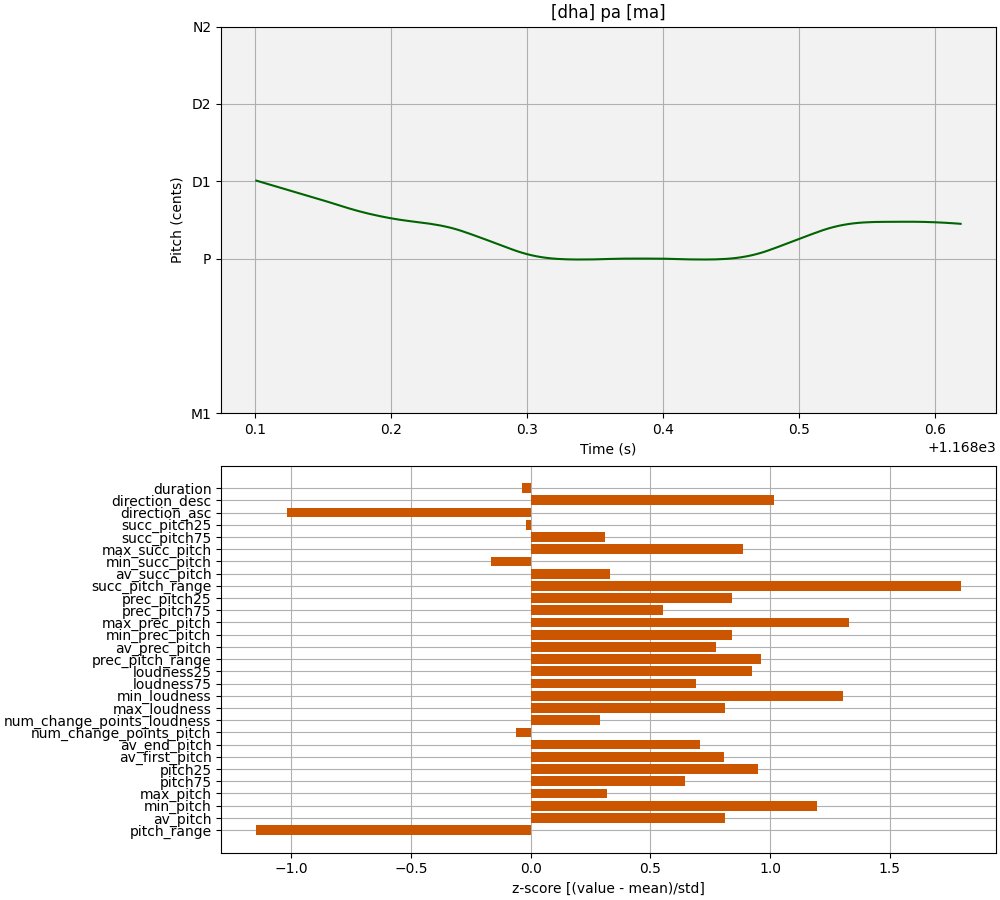 [dha] pa [ma]
N2
D2
D1
P
M1
Pitch (cents)
0.1 0.2 0.3 0.4 0.5 0.6
Time (s)
+1.168e3
duration
direction_desc
direction_asc
succ_pitch25
succ_pitch75
max_succ_pitch
min_succ_pitch
av_succ_pitch
succ_pitch_range
prec_pitch25
prec_pitch75
max_prec_pitch
min_prec_pitch
av_prec_pitch
prec_pitch_range
loudness25
loudness75
min_loudness
max_loudness
num_change_points_loudness
num_change_points_pitch
av_end_pitch
av_first_pitch
pitch25
pitch75
max_pitch
min_pitch
av_pitch
pitch_range
−1.0 −0.5 0.0 0.5 1.0 1.5
z-score [(value - mean)/std]